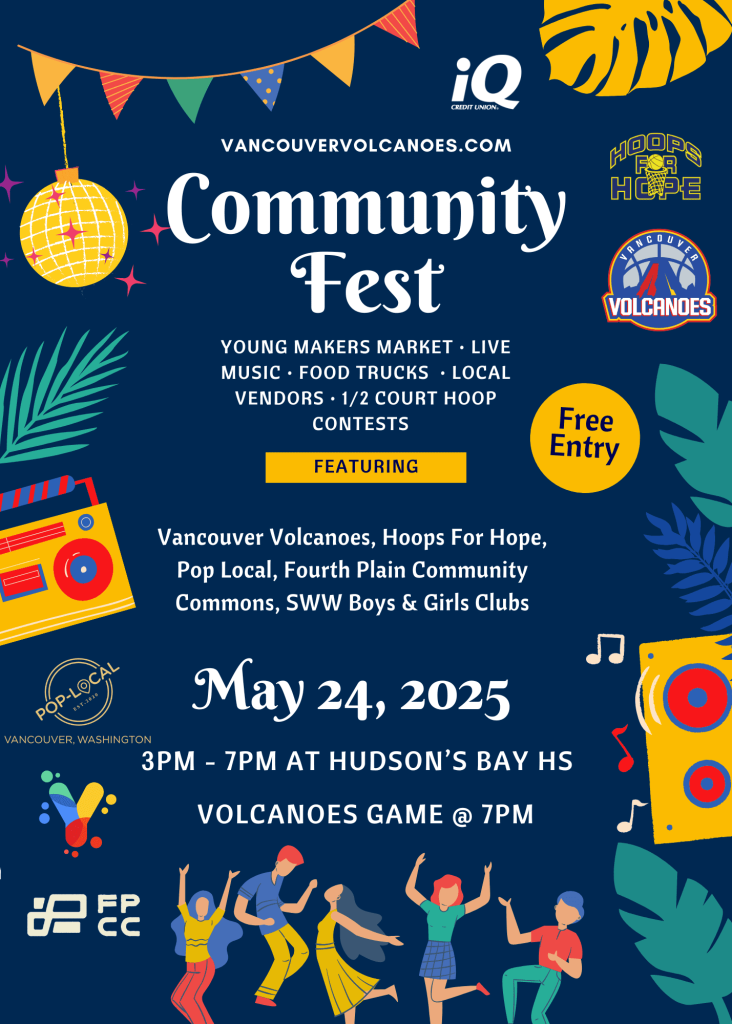 iQ
CREDIT UNION
VANCOUVERVOLCANOES.COM
HOOPS
FOR
HOPE
Community
Fest
VANCOUVER
VOLCANOES
YOUNG MAKERS MARKET • LIVE
MUSIC • FOOD TRUCKS • LOCAL
VENDORS • 1/2 COURT HOOP
CONTESTS
Free
Entry
FEATURING
Vancouver Volcanoes, Hoops For Hope,
Pop Local, Fourth Plain Community
Commons, SWW Boys & Girls Clubs
POP-LOCAL
VANCOUVER, WASHINGTON
May 24, 2025
3PM - 7PM AT HUDSON'S BAY HS
VOLCANOES GAME @ 7PM
FP
CC